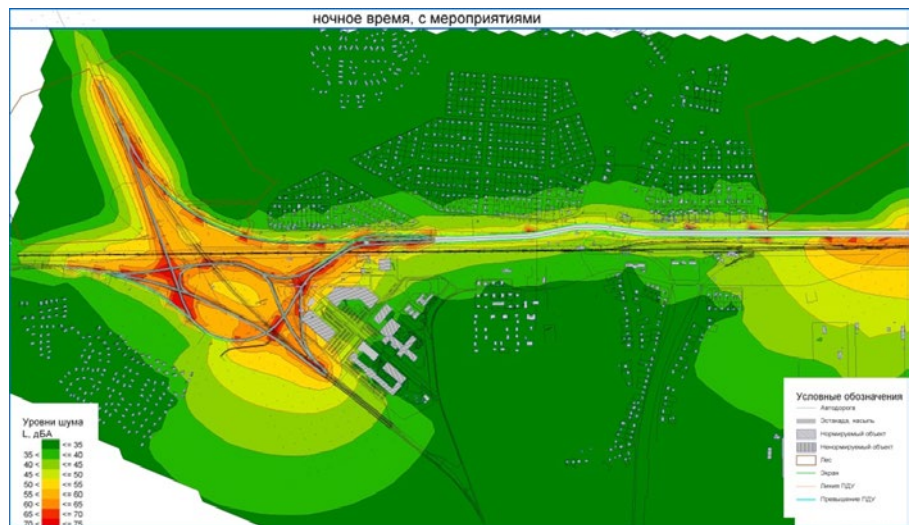 ночное время, с мероприятиями
Уровни шума
L, дБА
<= 35
35 < <= 40
40 < <= 45
45 < <= 50
50 < <= 55
55 < <= 60
60 < <= 65
65 < <= 70
70 < <= 75
Условные обозначения
Автодорога
Эстакада, насыпь
Нормируемый объект
Ненормируемый объект
Лес
Экран
Линия ПДУ
Превышение ПДУ